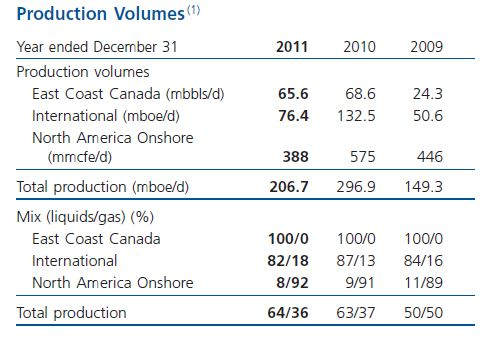 Production Volumes (1)
Year ended December 31 2011 2010 2009
Production volumes
East Coast Canada (mbbls/d) 65.6 68.6 24.3
International (mboe/d) 76.4 132.5 50.6
North America Onshore
(mmcfe/d) 388 575 446
Total production (mboe/d) 206.7 296.9 149.3
Mix (liquids/gas) (%)
East Coast Canada 100/0 100/0 100/0
International 82/18 87/13 84/16
North America Onshore 8/92 9/91 11/89
Total production 64/36 63/37 50/50